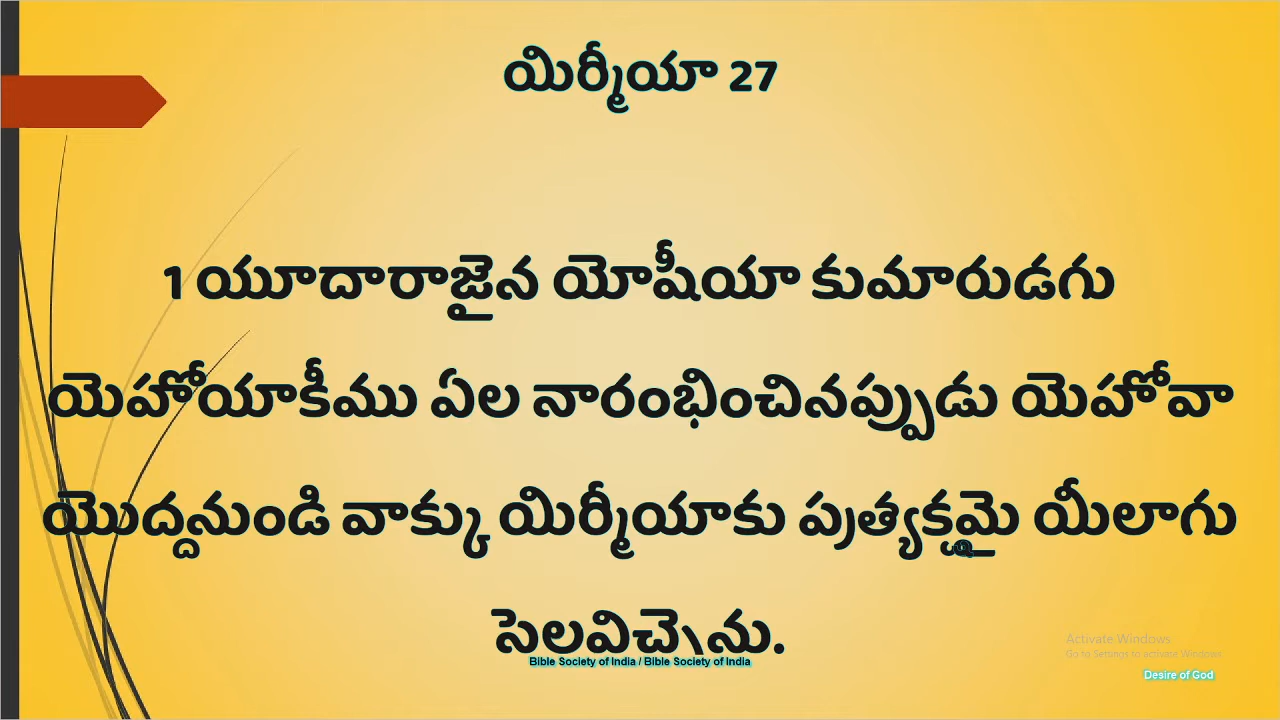 యిర్మీయా 27
1 యూదారాజైన యోషీయా కుమారుడగు
యెహోయాకీము ఏల నారంభించినప్పుడు యెహోవా
యొద్దనుండి వాక్కు యిర్మీయాకు ప్రత్యక్షమై యీలాగు
సెలవిచ్చెను.
Bible Society of India / Bible Society of India
Activate Windows
Go to Settings to activate Windows.
Desire of God